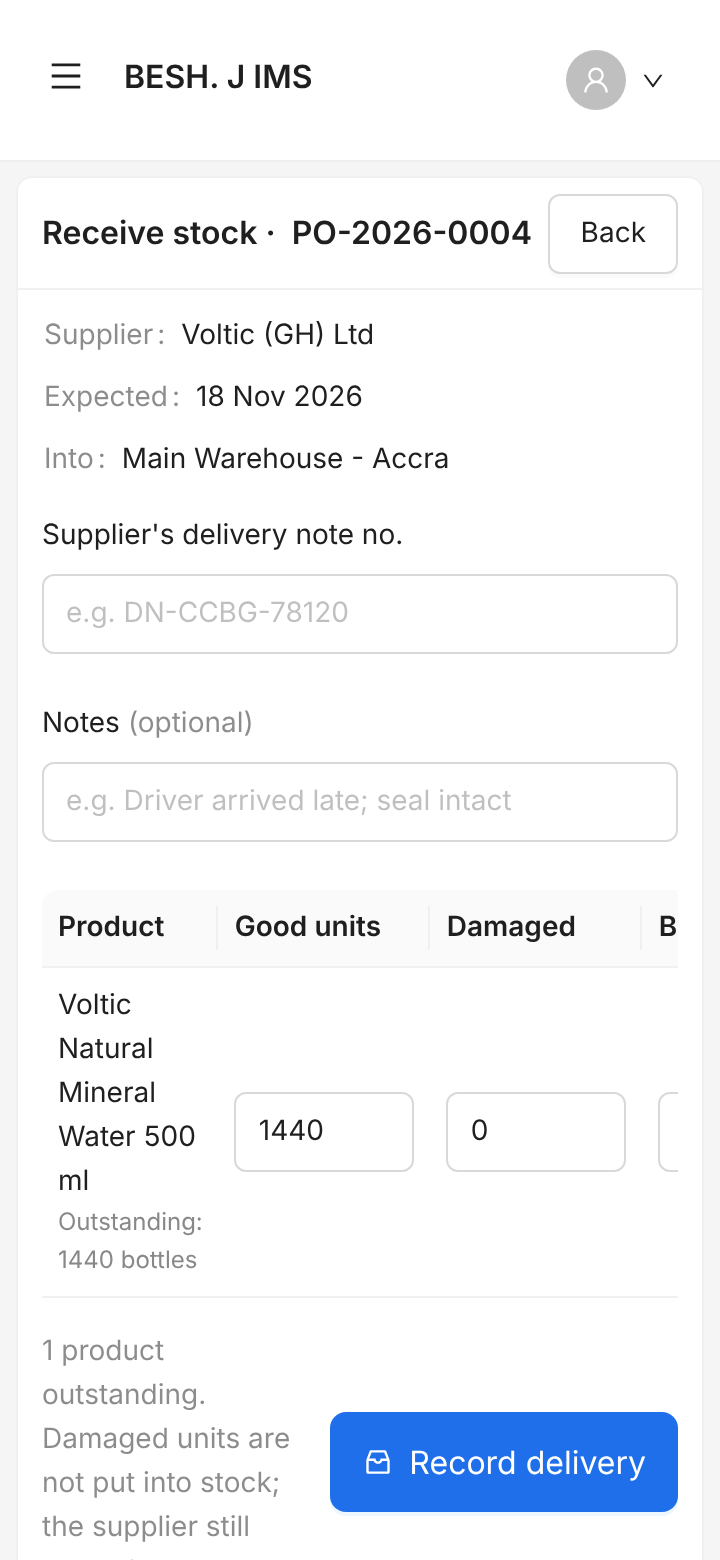 BESH. J IMS
Receive stock · PO-2026-0004
Back
Supplier: Voltic (GH) Ltd
Expected: 18 Nov 2026
Into: Main Warehouse - Accra
Supplier's delivery note no.
e.g. DN-CCBG-78120
Notes (optional)
e.g. Driver arrived late; seal intact
Product Good units Damaged B
Voltic
Natural
Mineral
Water 500
ml
Outstanding:
1440 bottles
1440
0
1 product
outstanding.
Damaged units are
not put into stock;
the supplier still
Record delivery